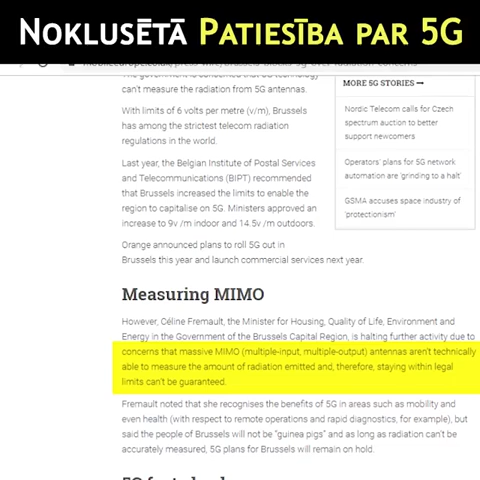 NOKLUSĒTĀ PATIESĪBA PAR 5G
can't measure the radiation from 5G antennas.
With limits of 6 volts per metre (v/m), Brussels
has among the strictest telecom radiation
regulations in the world.
Last year, the Belgian Institute of Postal Services
and Telecommunications (BIPT) recommended
that Brussels increased the limits to enable the
region to capitalise on 5G. Ministers approved an
increase to 9v /m indoor and 14.5v /m outdoors.
Orange announced plans to roll 5G out in
Brussels this year and launch commercial services next year.
MORE 5G STORIES
Nordic Telecom calls for Czech
spectrum auction to better
support newcomers
Operators' plans for 5G network
automation are 'grinding to a halt'
GSMA accuses space industry of
'protectionism'
Measuring MIMO
However, Céline Fremault, the Minister for Housing, Quality of Life, Environment and
Energy in the Government of the Brussels Capital Region, is halting further activity due to
concerns that massive MIMO (multiple-input, multiple-output) antennas aren't technically
able to measure the amount of radiation emitted and, therefore, staying within legal
limits can't be guaranteed.
Fremault noted that she recognises the benefits of 5G in areas such as mobility and
even health (with respect to remote operations and rapid diagnostics, for example), but
said the people of Brussels will not be "guinea pigs" and as long as radiation can't be
accurately measured, 5G plans for Brussels will remain on hold.